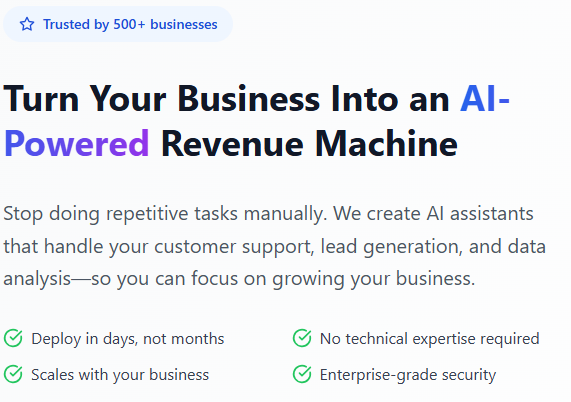 Trusted by 500+ businesses
Turn Your Business Into an AI-
Powered Revenue Machine
Stop doing repetitive tasks manually. We create AI assistants
that handle your customer support, lead generation, and data
analysis—so you can focus on growing your business.
Deploy in days, not months
No technical expertise required
Scales with your business
Enterprise-grade security